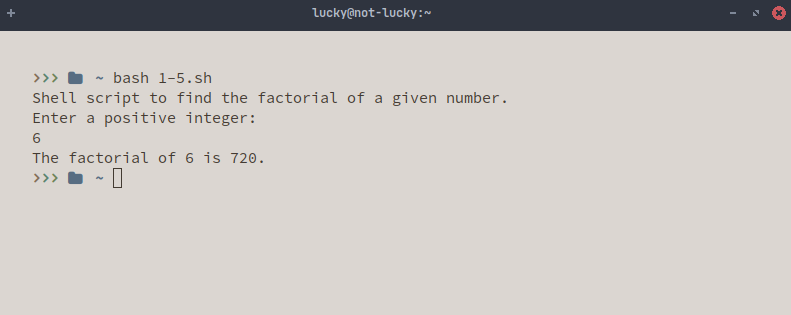 lucky@not-lucky:~
>>> ~ bash 1-5.sh
Shell script to find the factorial of a given number.
Enter a positive integer:
6
The factorial of 6 is 720.
>>> ~